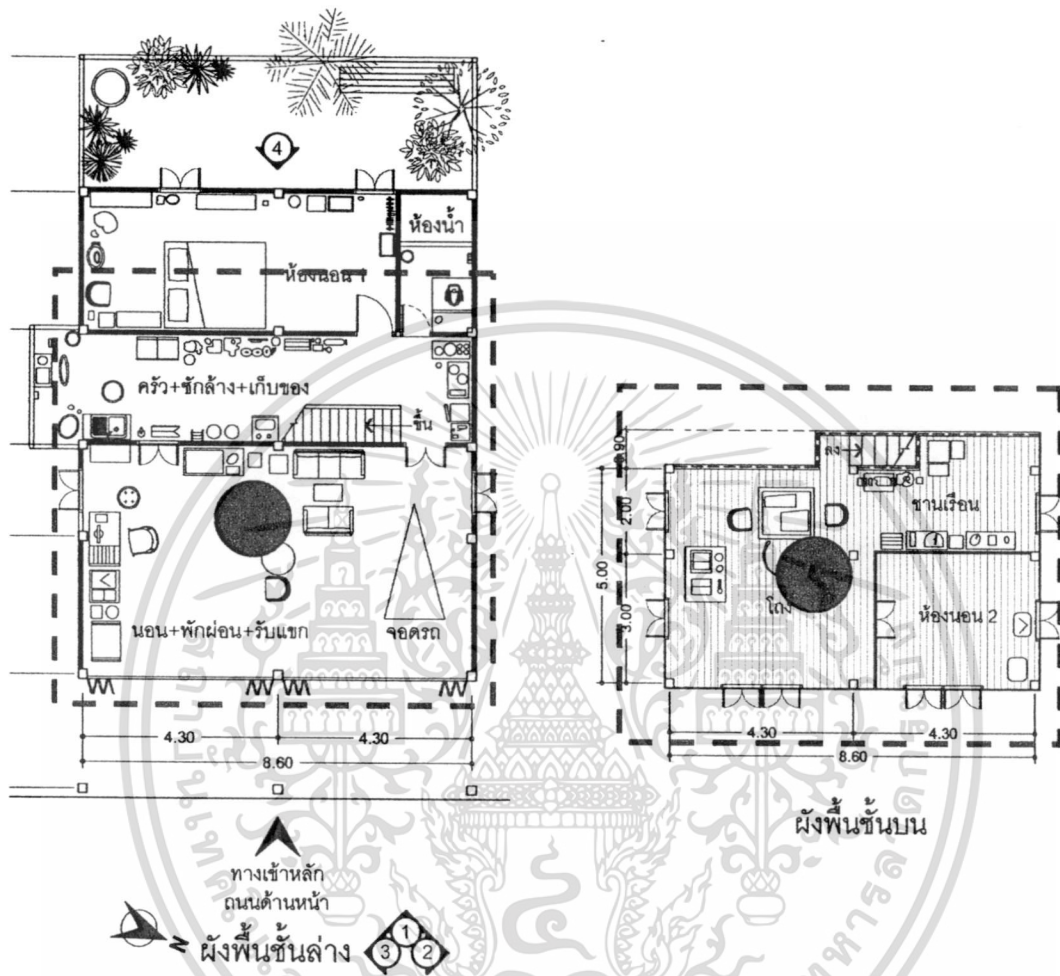 4
ห้องน้ำ
ห้องนอน 1
ครัว+ซักล้าง+เก็บของ
ขึ้น
นอน+พักผ่อน+รับแขก
จอดรถ
4.30
4.30
8.60
ทางเข้าหลัก
ถนนด้านหน้า
N
ผังพื้นชั้นล่าง
1
3
2
.90
2.00
5.00
3.00
ลง
ชานเรือน
โถง
ห้องนอน 2
4.30
4.30
8.60
ผังพื้นชั้นบน